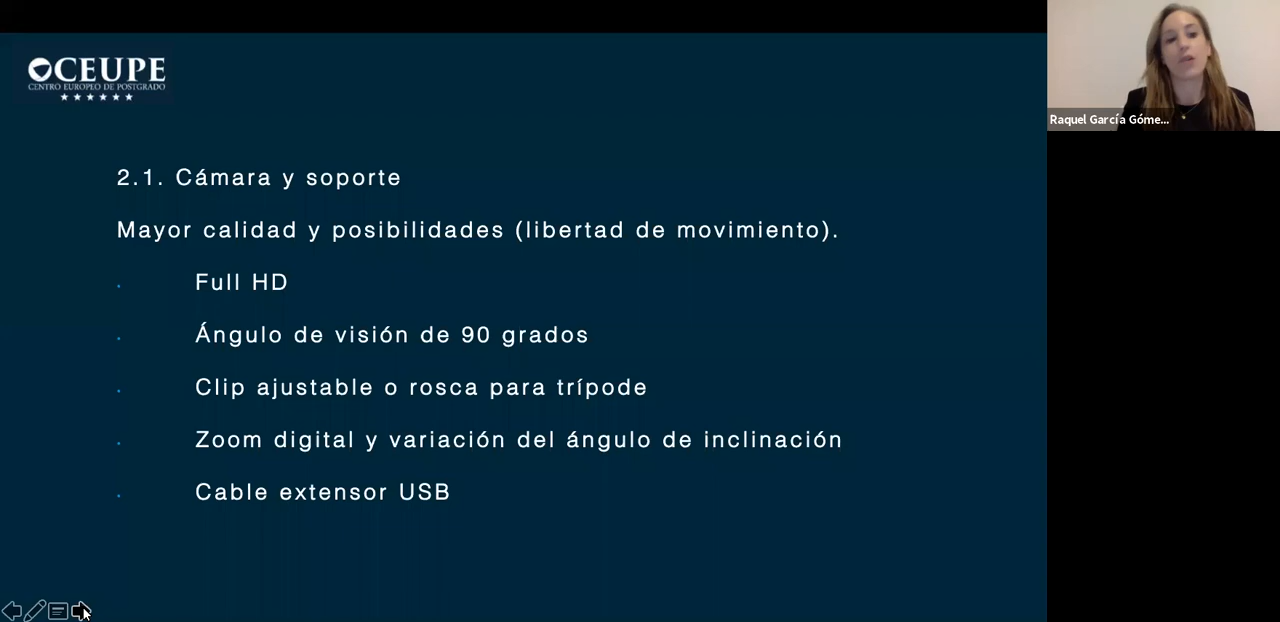 CEUPE
CENTRO EUROPEO DE POSTGRADO
Raquel García Góme...
2.1. Cámara y soporte
Mayor calidad y posibilidades (libertad de movimiento).
Full HD
Ángulo de visión de 90 grados
Clip ajustable o rosca para trípode
Zoom digital y variación del ángulo de inclinación
Cable extensor USB